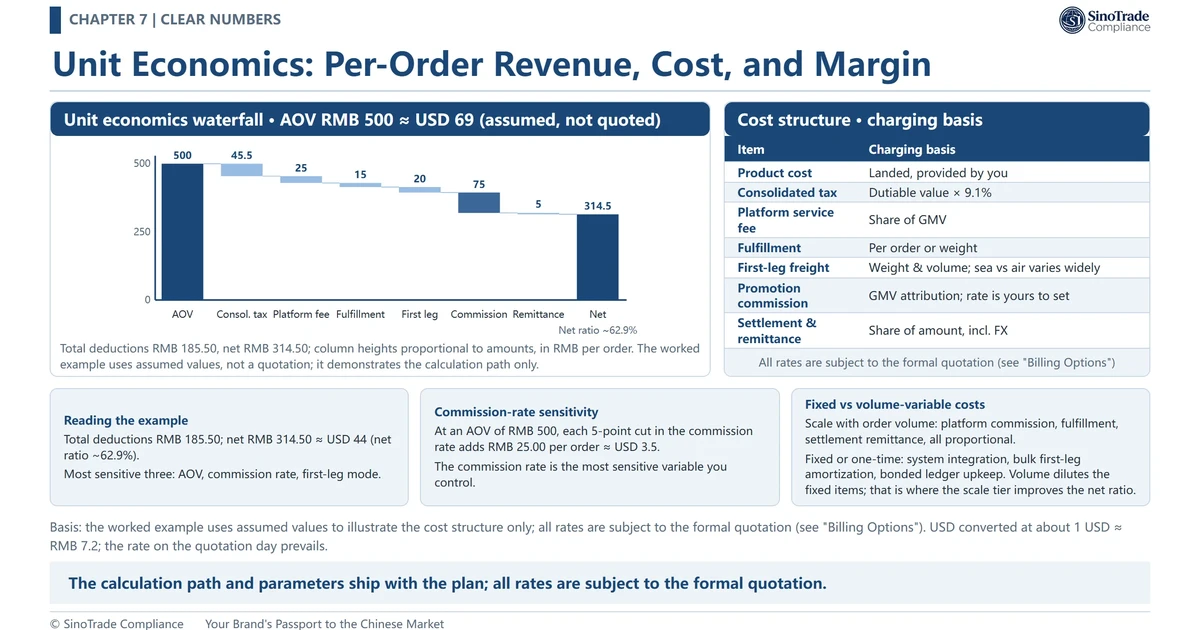 CHAPTER 7 | CLEAR NUMBERS
SinoTrade
Compliance
Unit Economics: Per-Order Revenue, Cost, and Margin
Unit economics waterfall • AOV RMB 500 ≈ USD 69 (assumed, not quoted)
500
250
0
500
45.5
25
15
20
75
5
314.5
AOV
Consol. tax
Platform fee
Fulfillment
First leg
Commission
Remittance
Net
Net ratio ~62.9%
Total deductions RMB 185.50, net RMB 314.50; column heights proportional to amounts, in RMB per order. The worked
example uses assumed values, not a quotation; it demonstrates the calculation path only.
Cost structure • charging basis
Item Charging basis
Product cost Landed, provided by you
Consolidated tax Dutiable value × 9.1%
Platform service
fee
Share of GMV
Fulfillment Per order or weight
First-leg freight Weight & volume; sea vs air varies widely
Promotion
commission
GMV attribution; rate is yours to set
Settlement &
remittance
Share of amount, incl. FX
All rates are subject to the formal quotation (see "Billing Options")
Reading the example
Total deductions RMB 185.50; net RMB 314.50 ≈ USD 44 (net
ratio ~62.9%).
Most sensitive three: AOV, commission rate, first-leg mode.
Commission-rate sensitivity
At an AOV of RMB 500, each 5-point cut in the commission
rate adds RMB 25.00 per order ≈ USD 3.5.
The commission rate is the most sensitive variable you
control.
Fixed vs volume-variable costs
Scale with order volume: platform commission, fulfillment,
settlement remittance, all proportional.
Fixed or one-time: system integration, bulk first-leg
amortization, bonded ledger upkeep. Volume dilutes the
fixed items; that is where the scale tier improves the net ratio.
Basis: the worked example uses assumed values to illustrate the cost structure only; all rates are subject to the formal quotation (see "Billing Options"). USD converted at about 1 USD ≈
RMB 7.2; the rate on the quotation day prevails.
The calculation path and parameters ship with the plan; all rates are subject to the formal quotation.
© SinoTrade Compliance Your Brand's Passport to the Chinese Market